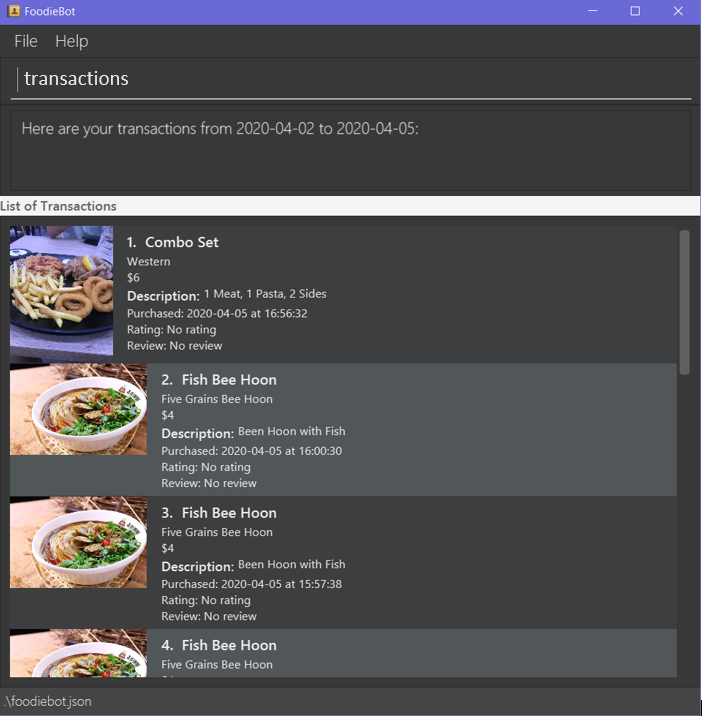 FoodieBot
File Help
transactions
Here are your transactions from 2020-04-02 to 2020-04-05:
List of Transactions
1. Combo Set
Western
$6
Description: 1 Meat, 1 Pasta, 2 Sides
Purchased: 2020-04-05 at 16:56:32
Rating: No rating
Review: No review
2. Fish Bee Hoon
Five Grains Bee Hoon
$4
Description: Been Hoon with Fish
Purchased: 2020-04-05 at 16:00:30
Rating: No rating
Review: No review
3. Fish Bee Hoon
Five Grains Bee Hoon
$4
Description: Been Hoon with Fish
Purchased: 2020-04-05 at 15:57:38
Rating: No rating
Review: No review
4. Fish Bee Hoon
Five Grains Bee Hoon
.\foodiebot.json